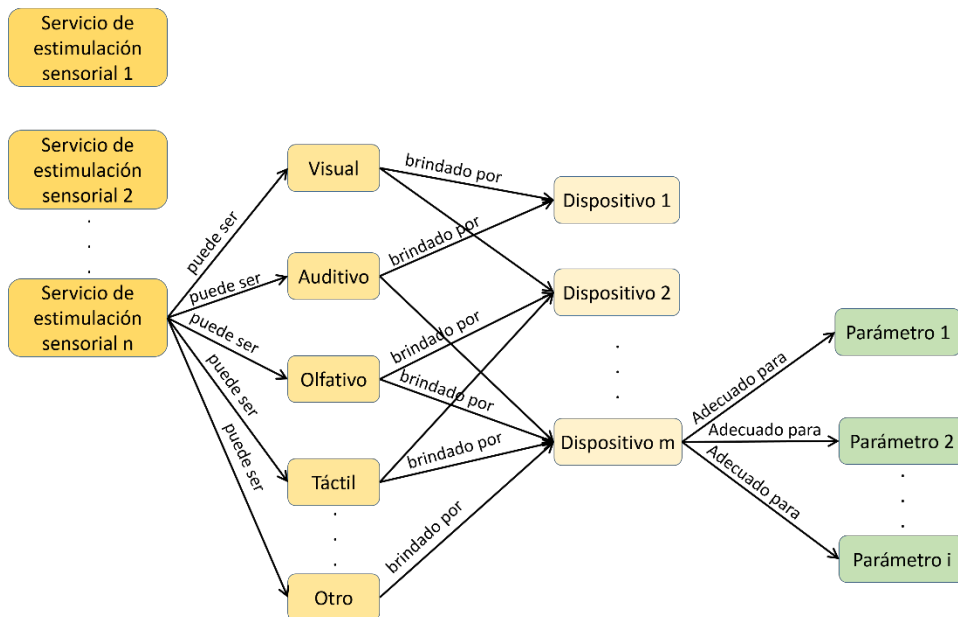 Servicio de
estimulación
sensorial 1
Servicio de
estimulación
sensorial 2
.
.
.
Servicio de
estimulación
sensorial n
puede ser
puede ser
puede ser
puede ser
puede ser
Visual
Auditivo
Olfativo
Táctil
. 
.
.
Otro
brindado por
brindado por
brindado por
brindado por
brindado por
brindado por
Dispositivo 1
Dispositivo 2
.
.
.
Dispositivo m
Adecuado para
Adecuado para
Adecuado para
Parámetro 1
Parámetro 2
.
.
.
Parámetro i